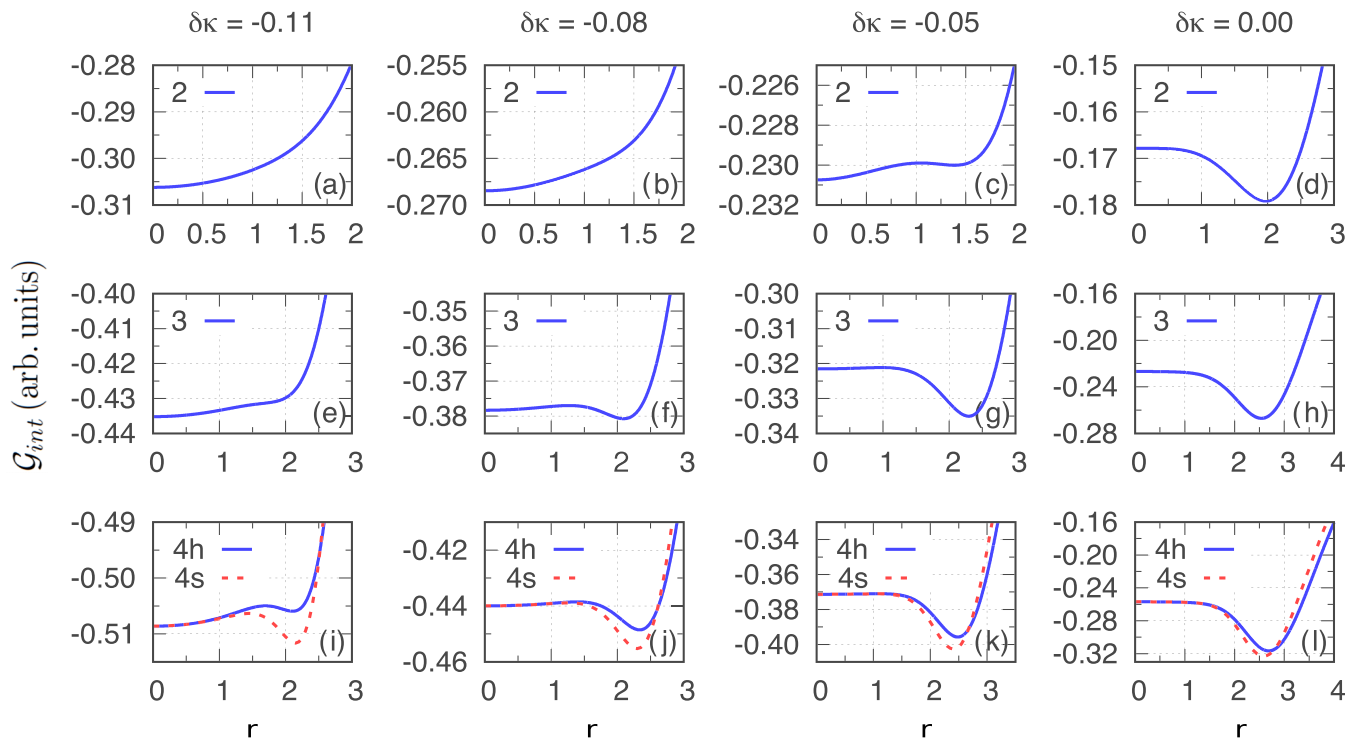 δκ = -0.11 δκ = -0.08 δκ = -0.05 δκ = 0.00
-0.28 -0.255 -0.15
2 2 -0.225 2 2
-0.29 -0.260 -0.226 -0.16
-0.228
-0.30 -0.265 -0.230 -0.17
(a) (b) (c) (d)
-0.31 -0.270 -0.232 -0.18
0 0.5 1 1.5 2 0 0.5 1 1.5 2 0 0.5 1 1.5 2 0 1 2 3
𝒢int (arb. units)
-0.40 -0.35 -0.30 -0.16
3 3 3 3
-0.41 -0.36 -0.31 -0.20
-0.42 -0.37 -0.32 -0.24
-0.43 -0.38 -0.33
(e) (f) (g) (h)
-0.44 -0.34 -0.28
0 1 2 3 0 1 2 3 0 1 2 3 0 1 2 3 4
-0.49 -0.42 -0.34 -0.16
4h 4h 4h 4h
-0.20
4s 4s 4s 4s
-0.50 -0.44 -0.36 -0.24
-0.38 -0.28
-0.51 -0.46 -0.40 -0.32
(i) (j) (k) (l)
0 1 2 3 0 1 2 3 0 1 2 3 0 1 2 3 4
r r r r